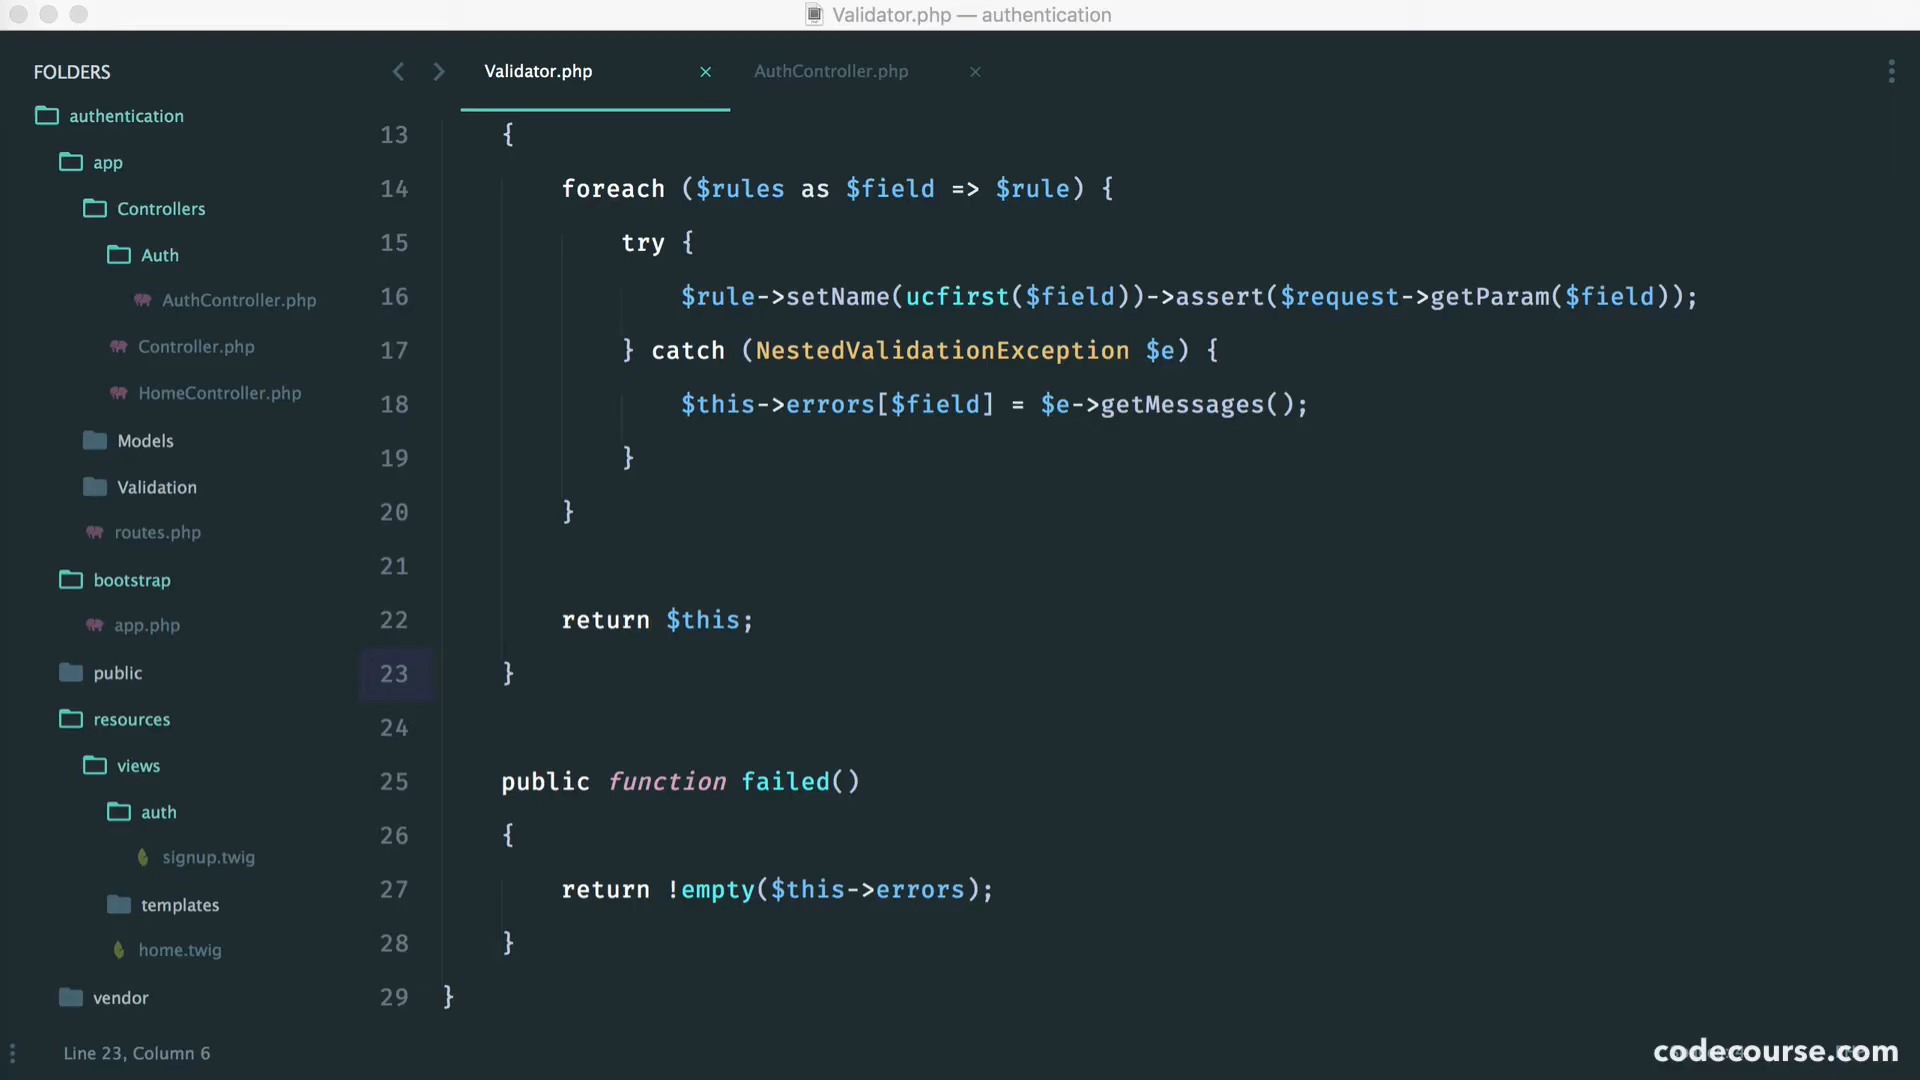 Validator.php — authentication
FOLDERS
authentication
app
Controllers
Auth
AuthController.php
Controller.php
HomeController.php
Models
Validation
routes.php
bootstrap
app.php
public
resources
views
auth
signup.twig
templates
home.twig
vendor
Validator.php
AuthController.php
13 {
14 foreach ($rules as $field => $rule) {
15 try {
16 $rule->setName(ucfirst($field))->assert($request->getParam($field));
17 } catch (NestedValidationException $e) {
18 $this->errors[$field] = $e->getMessages();
19 }
20 }
21
22 return $this;
23 }
24
25 public function failed()
26 {
27 return !empty($this->errors);
28 }
29 }
Line 23, Column 6
codecourse.com